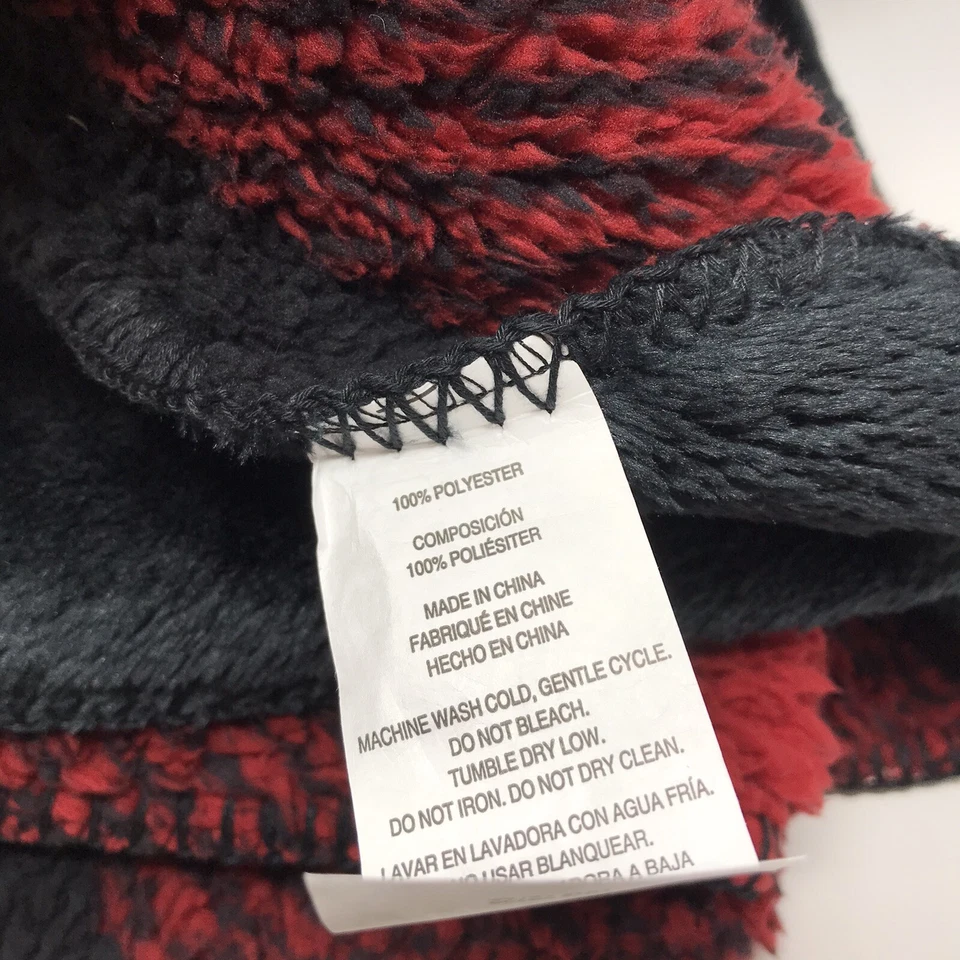 100% POLYESTER
COMPOSICIÓN
100% POLIÉSITER
MADE IN CHINA
FABRIQUÉ EN CHINE
HECHO EN CHINA
MACHINE WASH COLD, GENTLE CYCLE.
DO NOT BLEACH.
TUMBLE DRY LOW.
DO NOT IRON. DO NOT DRY CLEAN.
LAVAR EN LAVADORA CON AGUA FRÍA.
NO USAR BLANQUEAR.
A BAJA